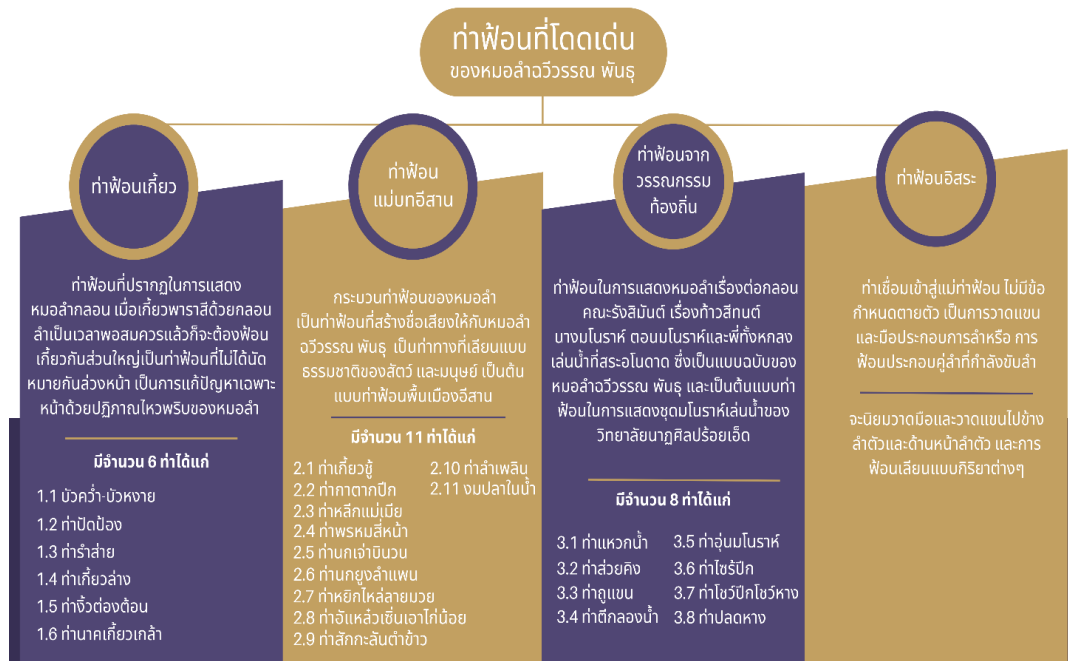 ท่าฟ้อนที่โดดเด่น
ของหมอลำฉวีวรรณ พันธุ
ท่าฟ้อนเกี้ยว
ท่าฟ้อนที่ปรากฏในการแสดง
หมอลำกลอน เมื่อเกี้ยวพาราสีด้วยกลอน
ลำเป็นเวลาพอสมควรแล้วก็จะต้องฟ้อน
เกี้ยวกันส่วนใหญ่เป็นท่าฟ้อนที่ไม่ได้นัด
หมายกันล่วงหน้า เป็นการแก้ปัญหาเฉพาะ
หน้าด้วยปฏิภาณไหวพริบของหมอลำ
มีจำนวน 6 ท่าได้แก่
1.1 บัวคว่ำ-บัวหงาย
1.2 ท่าปัดป้อง
1.3 ท่ารำส่าย
1.4 ท่าเกี้ยวล่าง
1.5 ท่างิ้วต่องต้อน
1.6 ท่านาคเกี้ยวเกล้า
ท่าฟ้อน
แม่บทอีสาน
กระบวนท่าฟ้อนของหมอลำ
เป็นท่าฟ้อนที่สร้างชื่อเสียงให้กับหมอลำ
ฉวีวรรณ พันธุ เป็นท่าทางที่เลียนแบบ
ธรรมชาติของสัตว์ และมนุษย์ เป็นต้น
แบบท่าฟ้อนพื้นเมืองอีสาน
มีจำนวน 11 ท่าได้แก่
2.1 ท่าเกี้ยวชู้
2.2 ท่ากาตากปีก
2.3 ท่าหลีกแม่เมีย
2.4 ท่าพรหมสี่หน้า
2.5 ท่านกเจ่าบินวน
2.6 ท่านกยูงลำแพน
2.7 ท่าหยิกไหล่ลายมวย
2.8 ท่าอีแหลวเซิ่นเอาไก่น้อย
2.9 ท่าสักกะลันตำข้าว
2.10 ท่าลำเพลิน
2.11 งมปลาในน้ำ
ท่าฟ้อนจาก
วรรณกรรม
ท้องถิ่น
ท่าฟ้อนในการแสดงหมอลำเรื่องต่อกลอน
คณะรังสิมันต์ เรื่องท้าวสีทนต์
บางมโนราห์ ตอนมโนราห์และพี่ทั้งหกลง
เล่นน้ำที่สระอโนดาด ซึ่งเป็นแบบฉบับของ
หมอลำฉวีวรรณ พันธุ และเป็นต้นแบบท่า
ฟ้อนในการแสดงชุดมโนราห์เล่นน้ำของ
วิทยาลัยนาฏศิลปร้อยเอ็ด
มีจำนวน 8 ท่าได้แก่
3.1 ท่าแหวกน้ำ
3.2 ท่าส่วยคิง
3.3 ท่าถูแขน
3.4 ท่าตีกลองน้ำ
3.5 ท่าอุ่นมโนราห์
3.6 ท่าไซร้ปีก
3.7 ท่าโชว์ปีกโชว์หาง
3.8 ท่าปลดหาง
ท่าฟ้อนอิสระ
ท่าเชื่อมเข้าสู่แม่ท่าฟ้อน ไม่มีข้อ
กำหนดตายตัว เป็นการวาดแขน
และมือประกอบการลำหรือ การ
ฟ้อนประกอบคู่ลำที่กำลังขับลำ
จะนิยมวาดมือและวาดแขนไปข้าง
ลำตัวและด้านหน้าลำตัว และการ
ฟ้อนเลียนแบบกิริยาต่างๆ